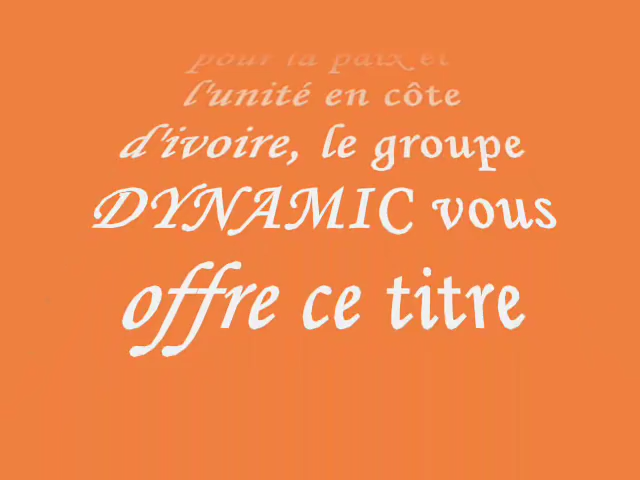 pour la paix et
l'unité en côte
d'ivoire, le groupe
DYNAMIC vous
offre ce titre